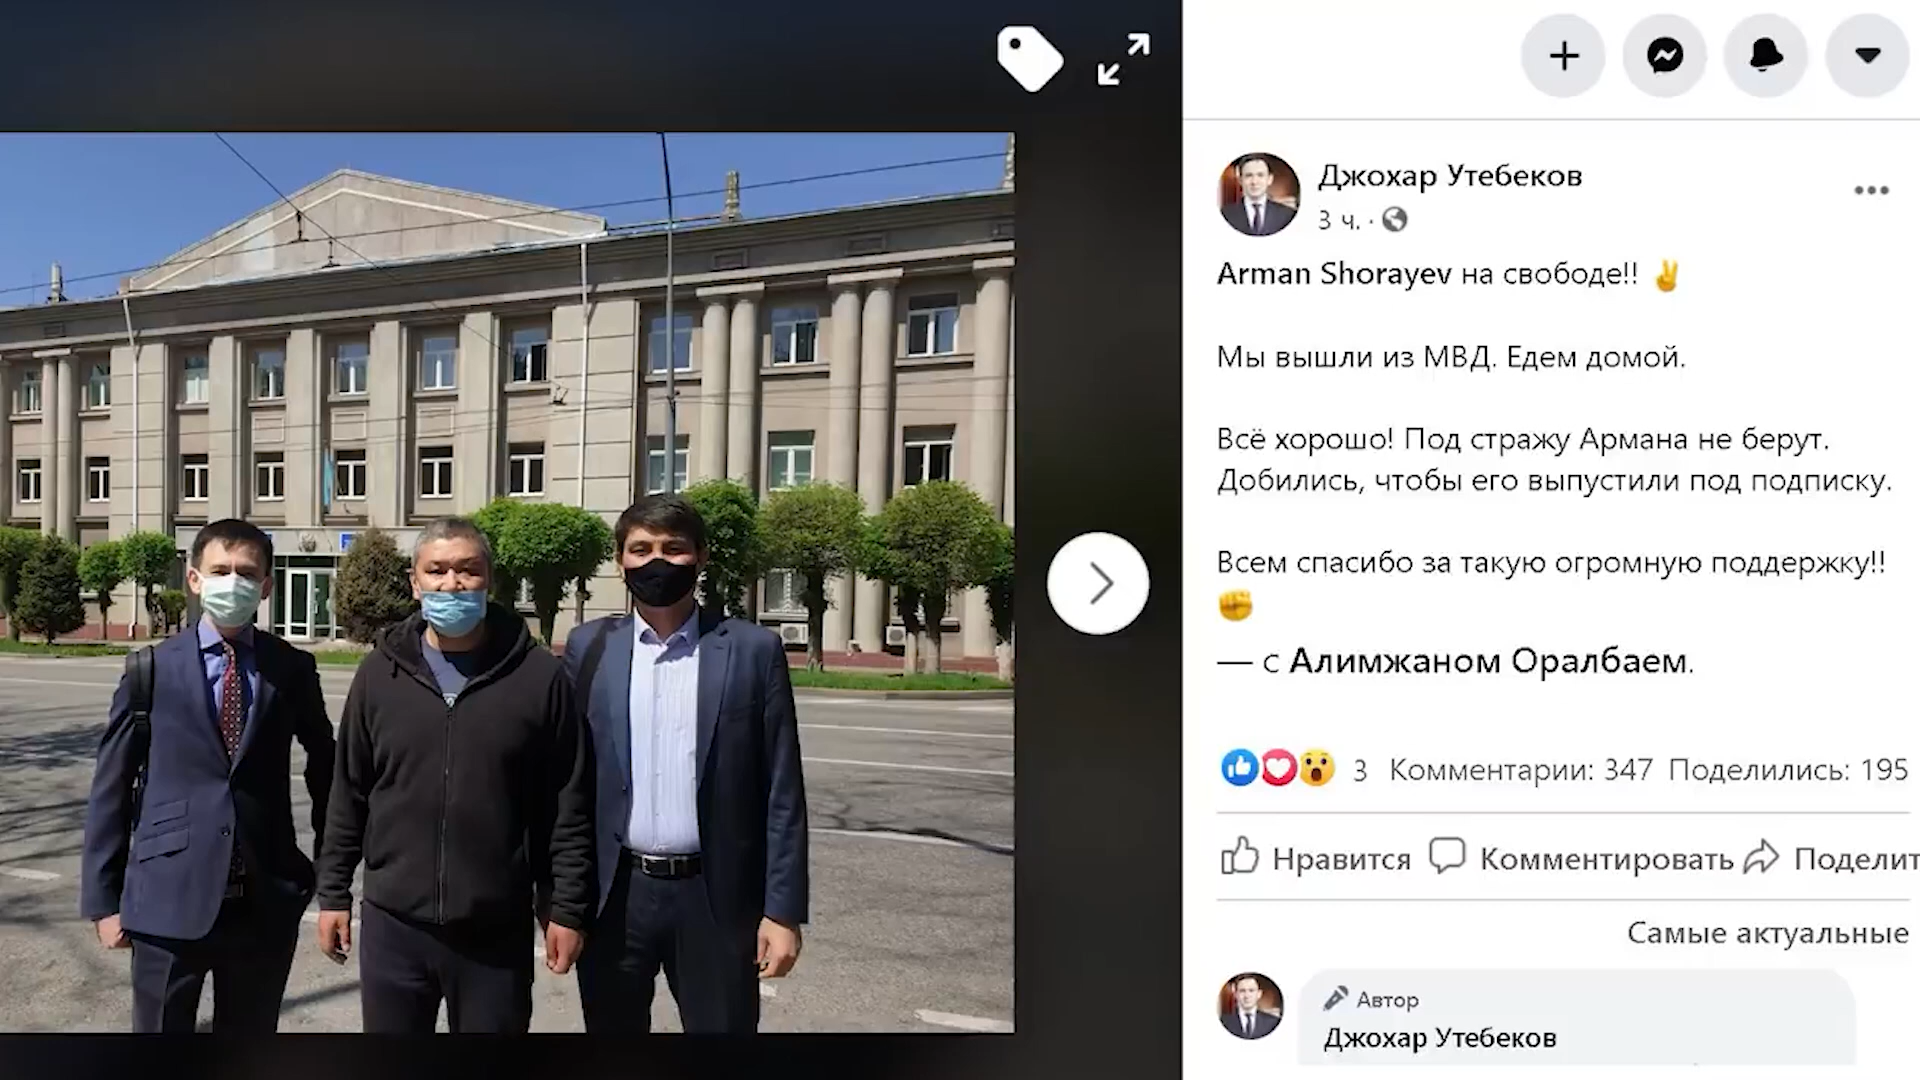 Джохар Утебеков
3 ч. ·
Arman Shorayev на свободе!! ✌
Мы вышли из МВД. Едем домой.
Всё хорошо! Под стражу Армана не берут.
Добились, чтобы его выпустили под подписку.
Всем спасибо за такую огромную поддержку!!
✊
— с Алимжаном Оралбаем.
3 Комментарии: 347 Поделились: 195
Нравится Комментировать Поделит
Самые актуальные
Автор
Джохар Утебеков